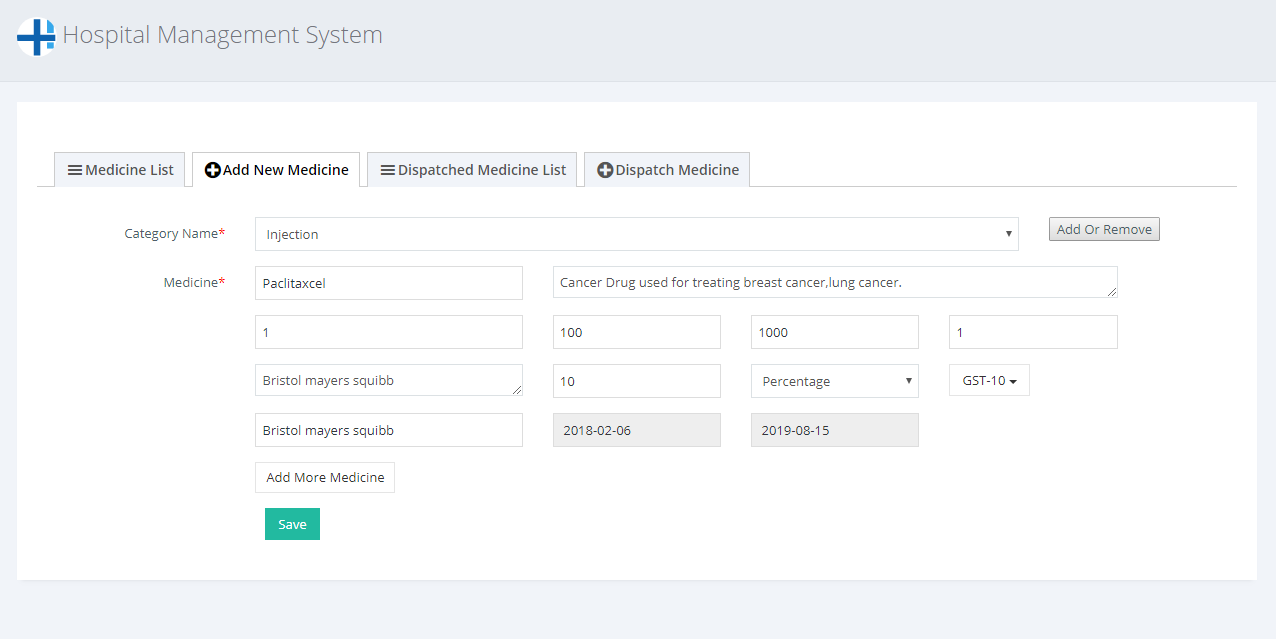 Hospital Management System
Medicine List Add New Medicine Dispatched Medicine List Dispatch Medicine
Category Name* Injection Add Or Remove
Medicine* Paclitaxcel Cancer Drug used for treating breast cancer,lung cancer.
1 100 1000 1
Bristol mayers squibb 10 Percentage GST-10
Bristol mayers squibb 2018-02-06 2019-08-15
Add More Medicine
Save